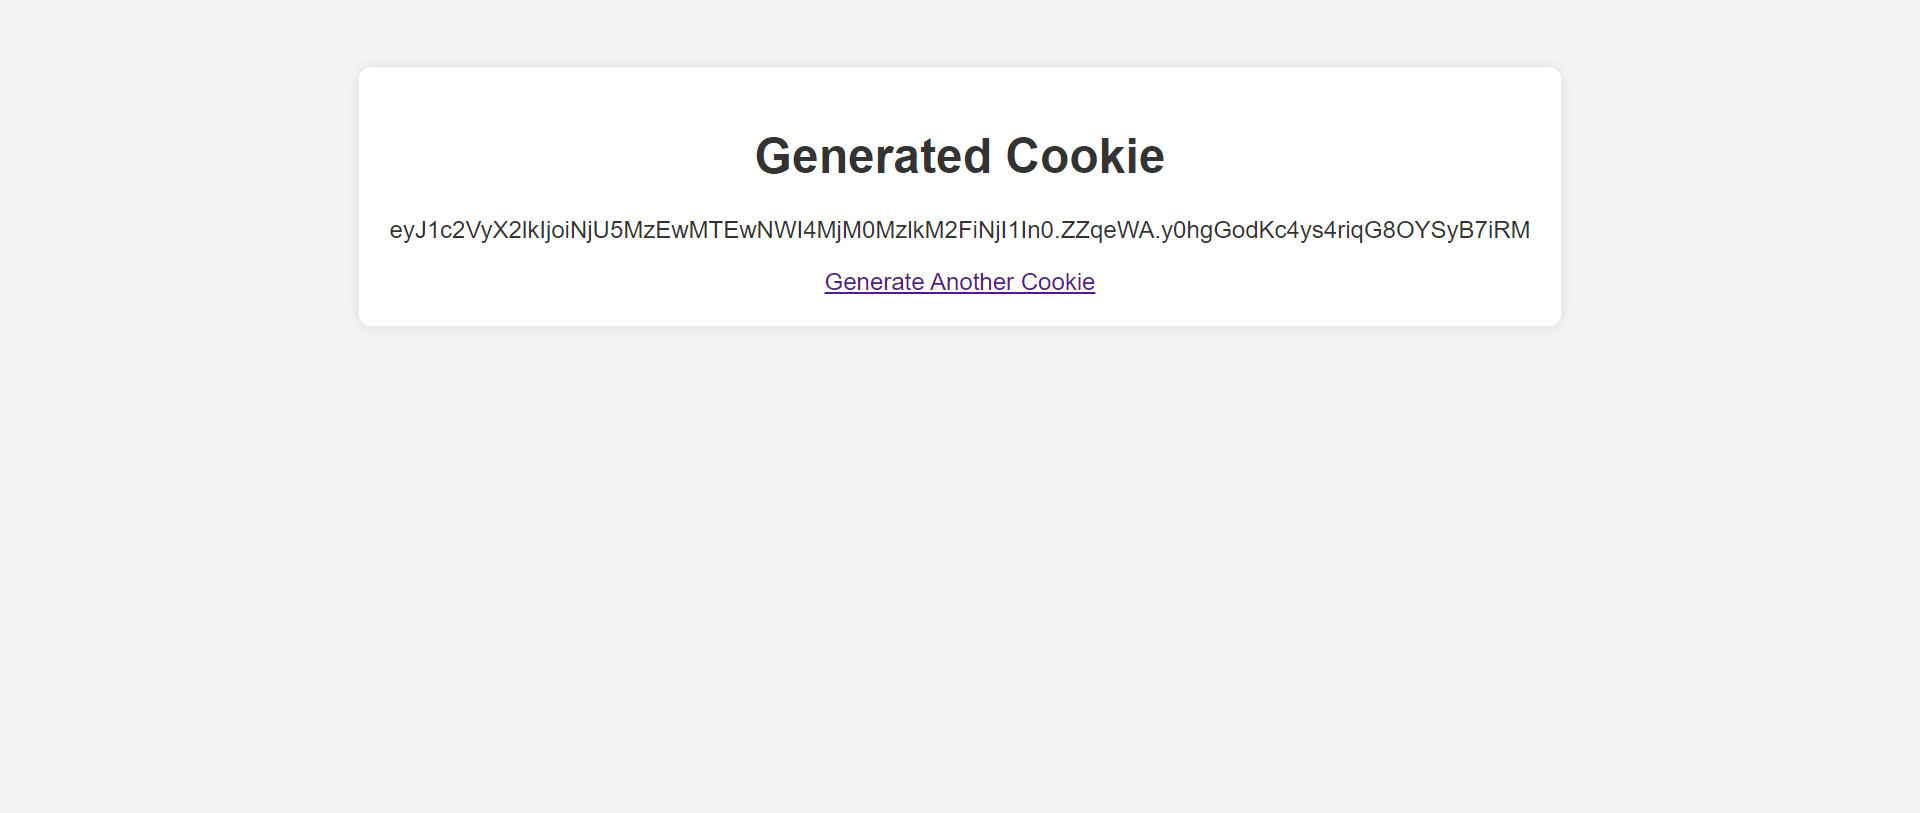 Generated Cookie
eyJ1c2VyX2lkIjoiNjU5MzEwMTEwNWI4MjM0MzlkM2FiNjI1In0.ZZqeWA.y0hgGodKc4ys4riqG8OYSyB7iRM
Generate Another Cookie